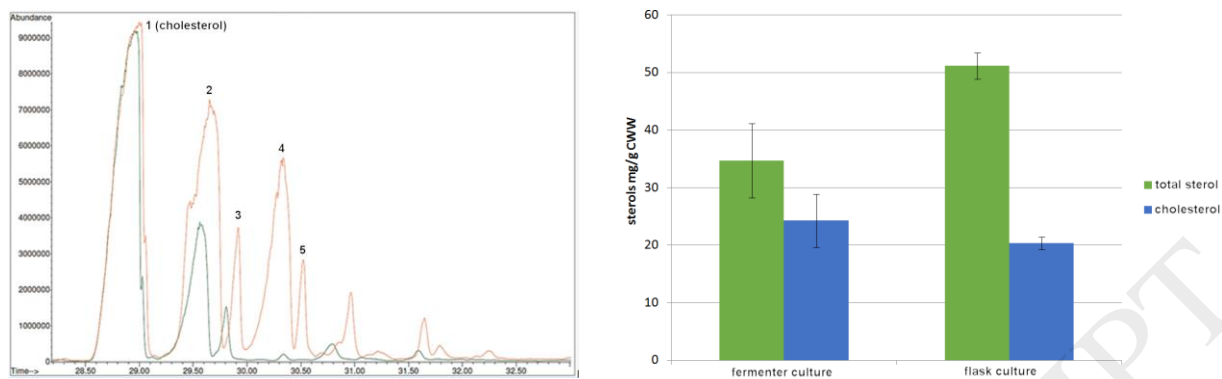 Abundance
1 (cholesterol)
9000000
8000000
7000000
6000000
5000000
4000000
3000000
2000000
1000000
0
2
3
4
5
Time-->
28.50 29.00 29.50 30.00 30.50 31.00 31.50 32.00 32.50
sterols mg/g CWW
60
50
40
30
20
10
0
fermenter culture flask culture
total sterol
cholesterol